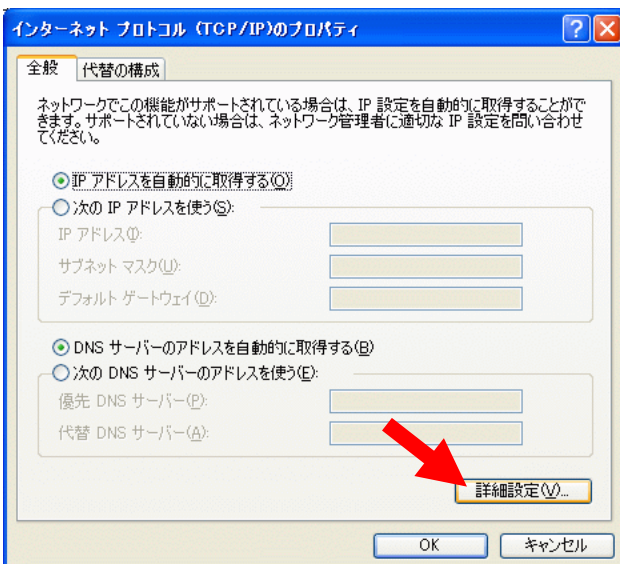 インターネット プロトコル (TCP/IP)のプロパティ
全般 代替の構成
ネットワークでこの機能がサポートされている場合は、IP 設定を自動的に取得することがで
きます。サポートされていない場合は、ネットワーク管理者に適切な IP 設定を問い合わせ
てください。
IP アドレスを自動的に取得する(O)
次の IP アドレスを使う(S):
IP アドレス(I):
サブネット マスク(U):
デフォルト ゲートウェイ(D):
DNS サーバーのアドレスを自動的に取得する(B)
次の DNS サーバーのアドレスを使う(E):
優先 DNS サーバー(P):
代替 DNS サーバー(A):
詳細設定(V)...
OK キャンセル